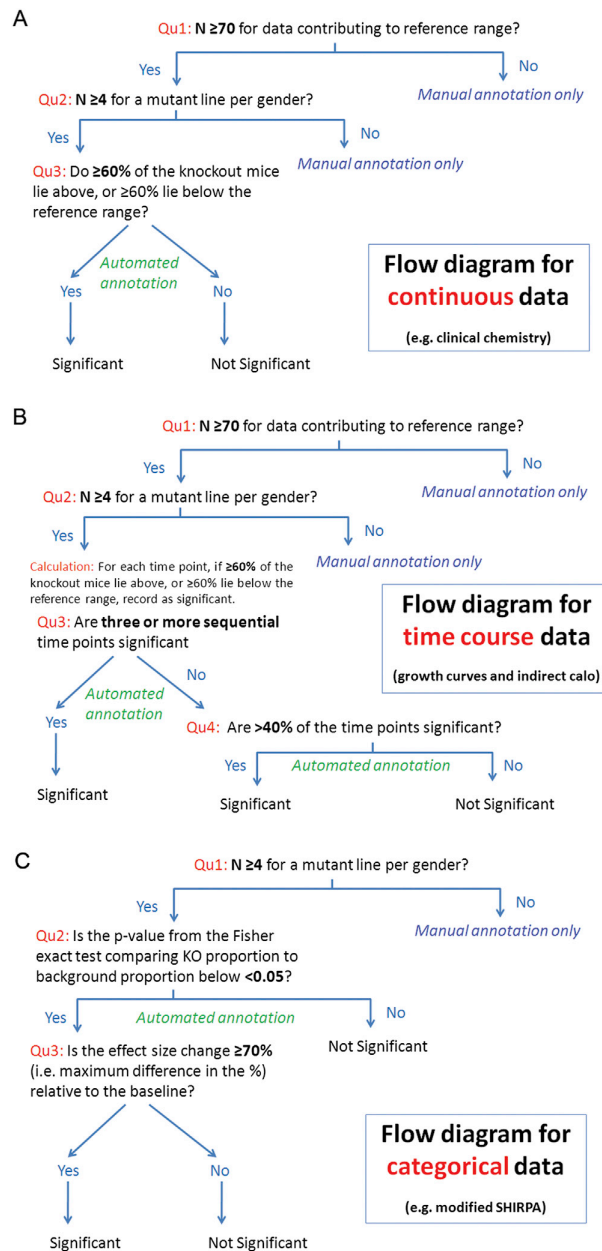 A
Qu1: N ≥70 for data contributing to reference range?
Yes
No
Qu2: N ≥4 for a mutant line per gender?
Manual annotation only
Yes
No
Qu3: Do ≥60% of the knockout mice
lie above, or ≥60% lie below the
reference range?
Manual annotation only
Automated
annotation
Yes
No
Significant
Not Significant
Flow diagram for
continuous data
(e.g. clinical chemistry)
B
Qu1: N ≥70 for data contributing to reference range?
Yes
No
Qu2: N ≥4 for a mutant line per gender?
Manual annotation only
Yes
No
Calculation: For each time point, if ≥60% of the
knockout mice lie above, or ≥60% lie below the
reference range, record as significant.
Manual annotation only
Qu3: Are three or more sequential
time points significant
Flow diagram for
time course data
(growth curves and indirect calo)
Automated
annotation
No
Yes
Qu4: Are >40% of the time points significant?
Yes
Automated annotation
No
Significant
Significant
Not Significant
C
Qu1: N ≥4 for a mutant line per gender?
Yes
No
Qu2: Is the p-value from the Fisher
exact test comparing KO proportion to
background proportion below <0.05?
Manual annotation only
Yes
Automated annotation
No
Qu3: Is the effect size change ≥70%
(i.e. maximum difference in the %)
relative to the baseline?
Not Significant
Yes
No
Significant
Not Significant
Flow diagram for
categorical data
(e.g. modified SHIRPA)